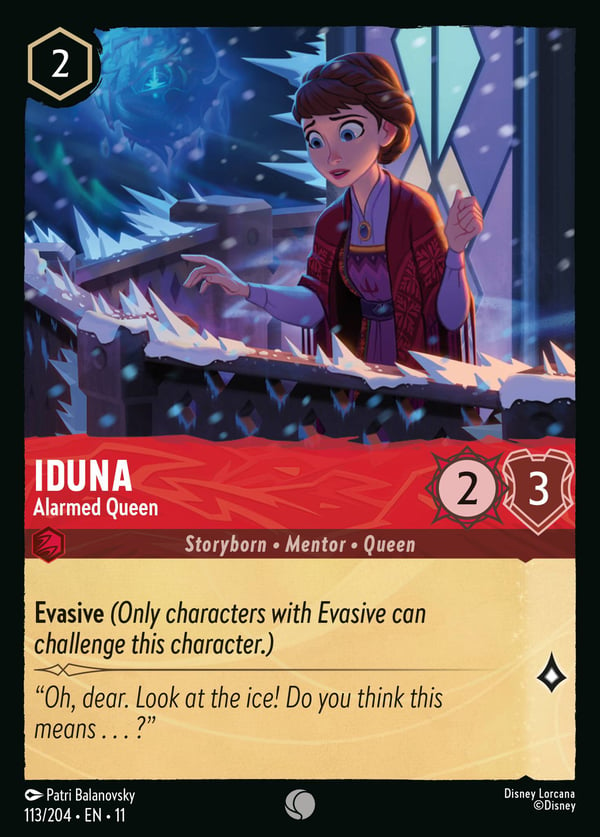 2
IDUNA
Alarmed Queen
2
3
Storyborn • Mentor • Queen
Evasive (Only characters with Evasive can
challenge this character.)
“Oh, dear. Look at the ice! Do you think this
means . . . ?”
Patri Balanovsky
113/204 • EN • 11
Disney Lorcana
©Disney